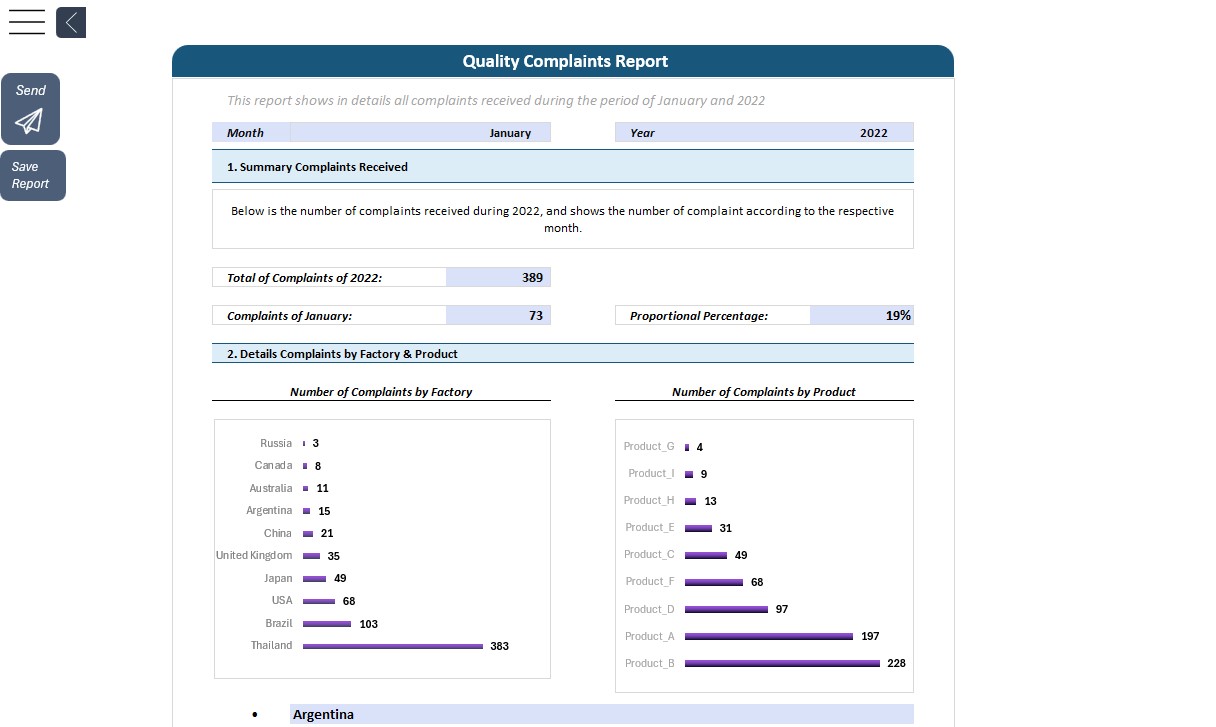 Quality Complaints Report
Send
This report shows in details all complaints received during the period of January and 2022
Month January Year 2022
Save
Report
1. Summary Complaints Received
Below is the number of complaints received during 2022, and shows the number of complaint according to the respective
month.
Total of Complaints of 2022: 389
Complaints of January: 73 Proportional Percentage: 19%
2. Details Complaints by Factory & Product
Number of Complaints by Factory
Russia 3
Canada 8
Australia 11
Argentina 15
China 21
United Kingdom 35
Japan 49
USA 68
Brazil 103
Thailand 383
Number of Complaints by Product
Product_G 4
Product_I 9
Product_H 13
Product_E 31
Product_C 49
Product_F 68
Product_D 97
Product_A 197
Product_B 228
• Argentina